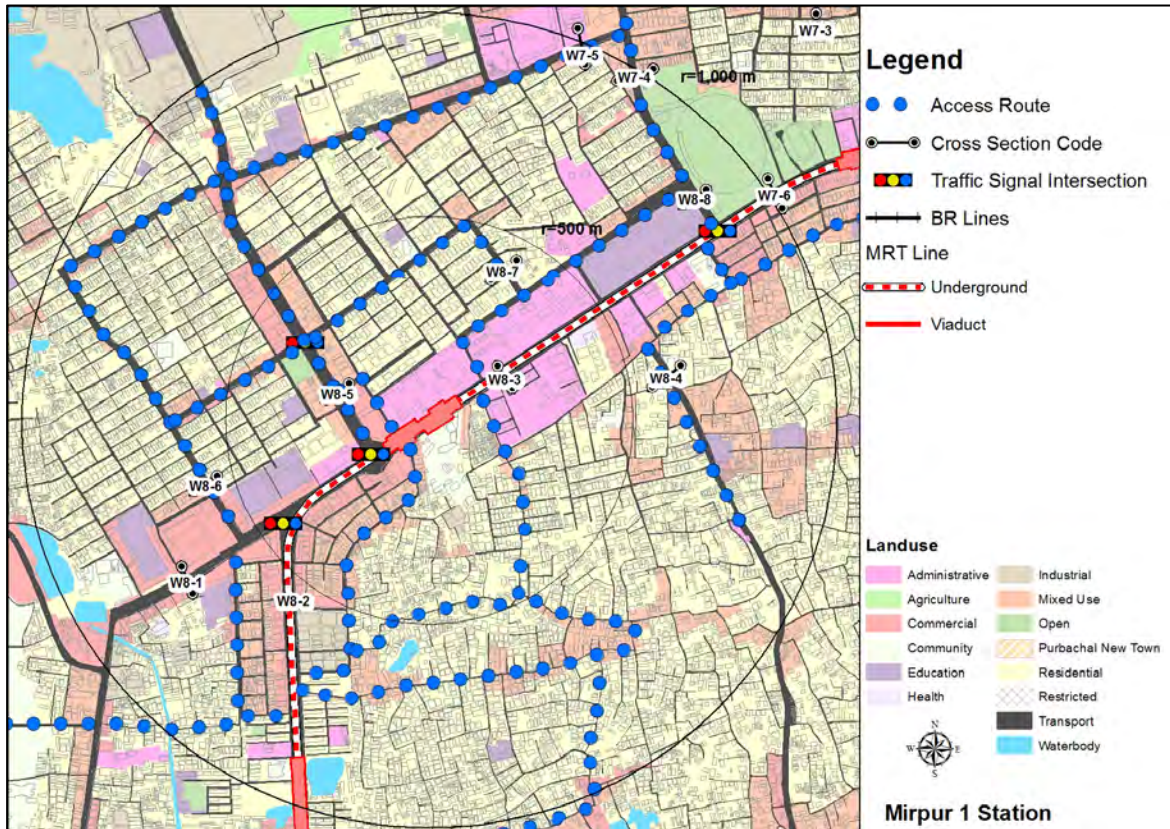 W7-3
W7-5
W7-4
r=1,000 m
W7-6
W8-8
r=500 m
W8-7
W8-3
W8-4
W8-5
W8-6
W8-1
W8-2
Legend
Access Route
Cross Section Code
Traffic Signal Intersection
BR Lines
MRT Line
Underground
Viaduct
Landuse
Administrative
Agriculture
Commercial
Community
Education
Health
Industrial
Mixed Use
Open
Purbachal New Town
Residential
Restricted
Transport
Waterbody
N
W E
S
Mirpur 1 Station